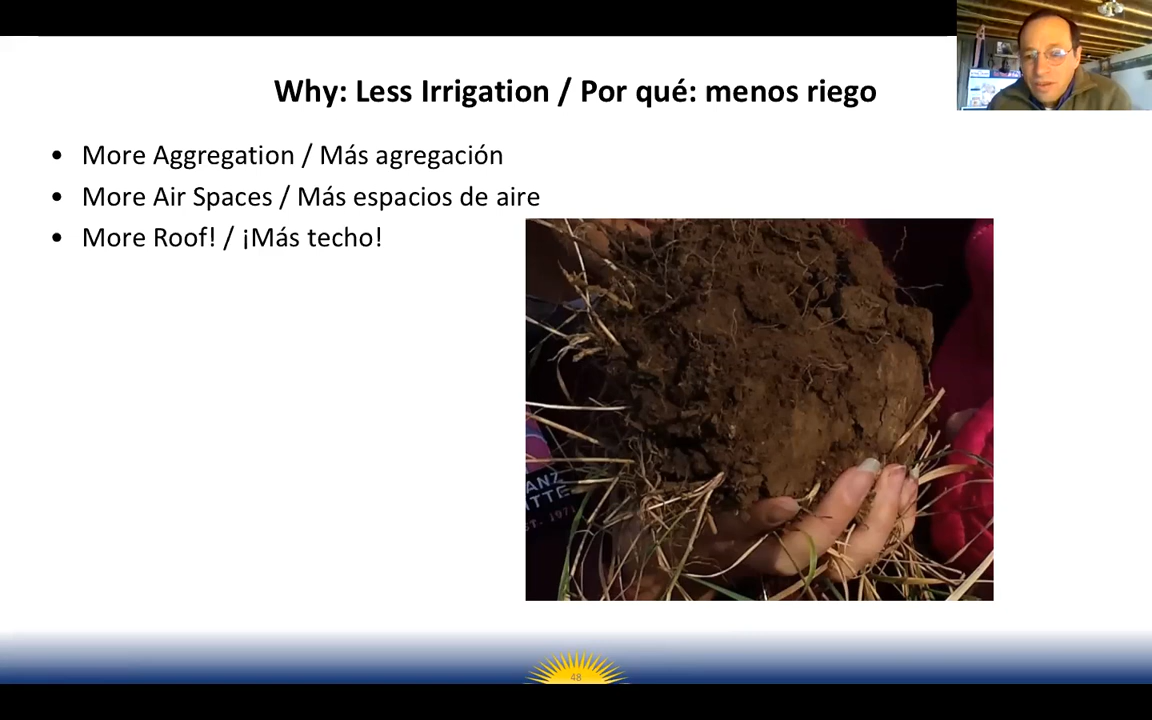 Why: Less Irrigation / Por qué: menos riego
• More Aggregation / Más agregación
• More Air Spaces / Más espacios de aire
• More Roof! / ¡Más techo!
48